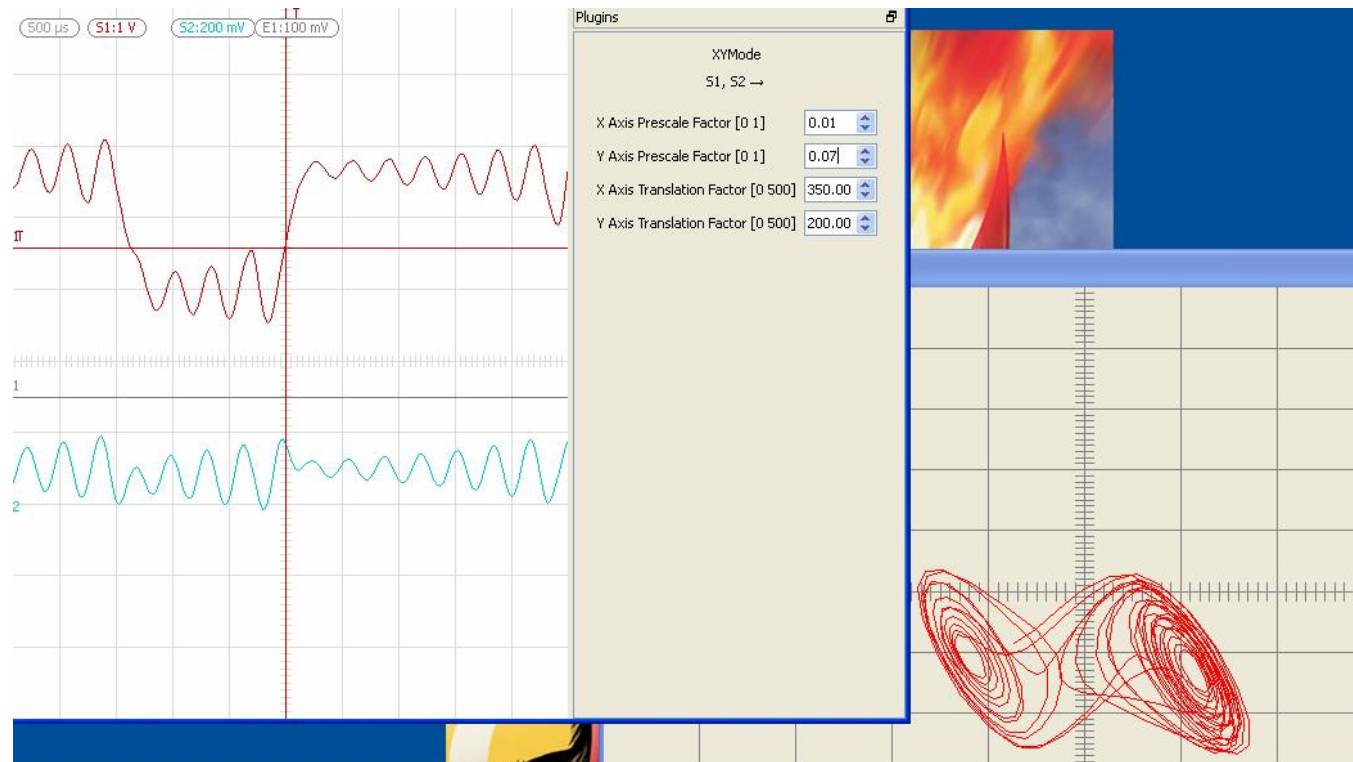 T
500 µs S1:1 V S2:200 mV E1:100 mV
1T
1
2
Plugins
XYMode
S1, S2 →
X Axis Prescale Factor [0 1] 0.01
Y Axis Prescale Factor [0 1] 0.07
X Axis Translation Factor [0 500] 350.00
Y Axis Translation Factor [0 500] 200.00